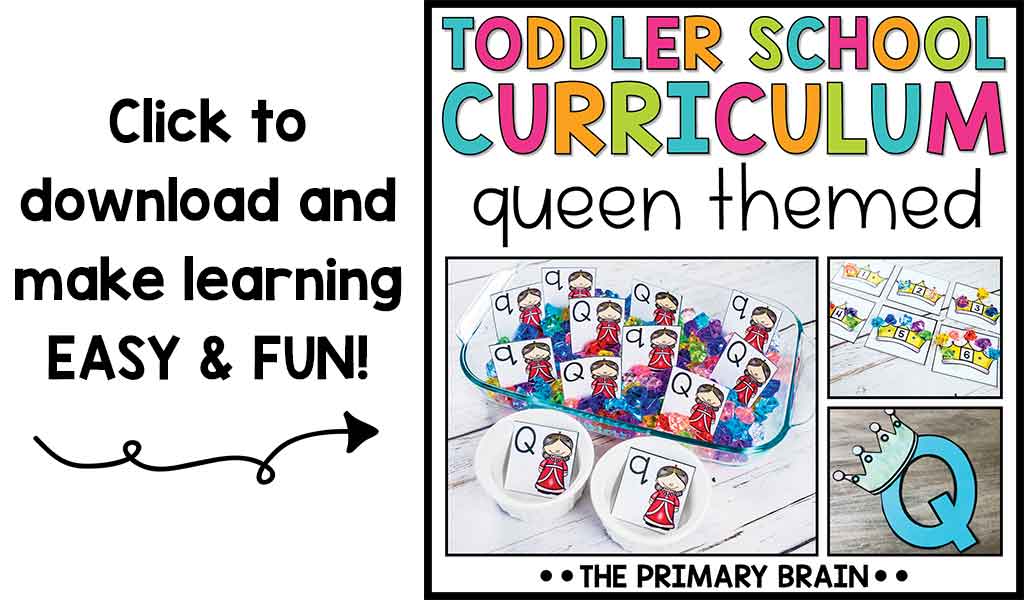 Click to
download and
make learning
EASY & FUN!
TODDLER SCHOOL
CURRICULUM
queen themed
q
q
Q
Q
q
q
Q
Q
Q
q
Q
Q
q
1
2
3
4
5
6
Q
••THE PRIMARY BRAIN••